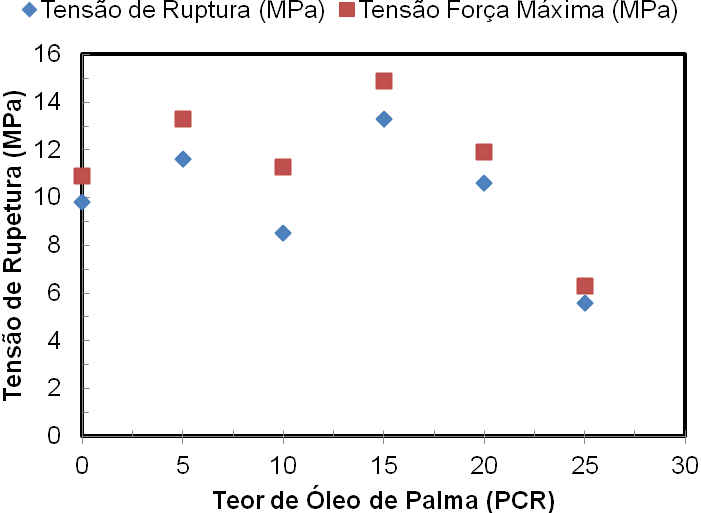 Tensão de Ruptura (MPa) Tensão Força Máxima (MPa)
Tensão de Rupetura (MPa)
16
14
12
10
8
6
4
2
0
0 5 10 15 20 25 30
Teor de Óleo de Palma (PCR)